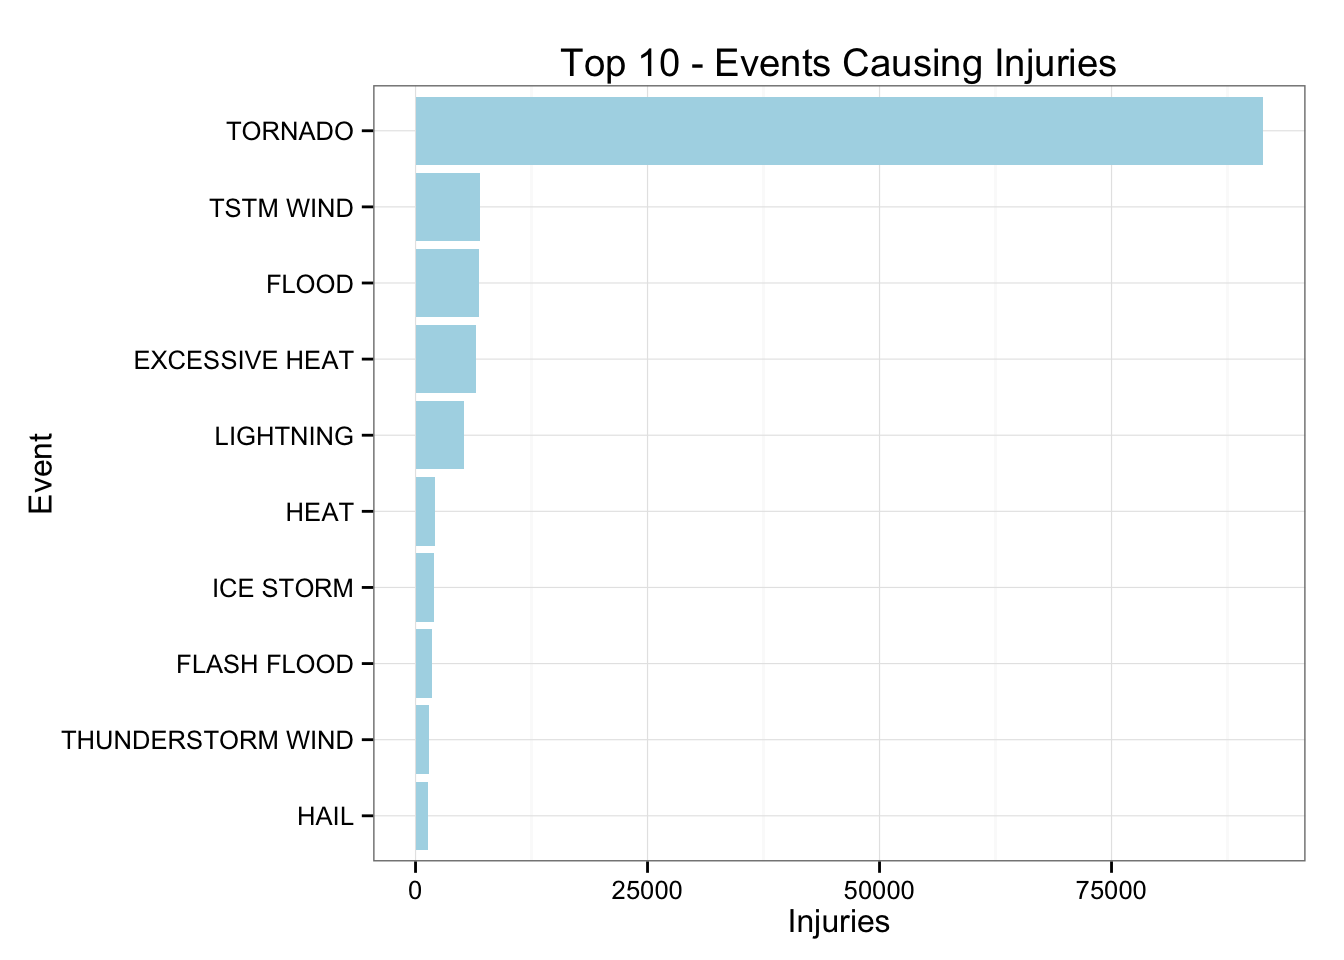 Top 10 - Events Causing Injuries
TORNADO
TSTM WIND
FLOOD
EXCESSIVE HEAT
LIGHTNING
HEAT
ICE STORM
FLASH FLOOD
THUNDERSTORM WIND
HAIL
Event
0 25000 50000 75000
Injuries